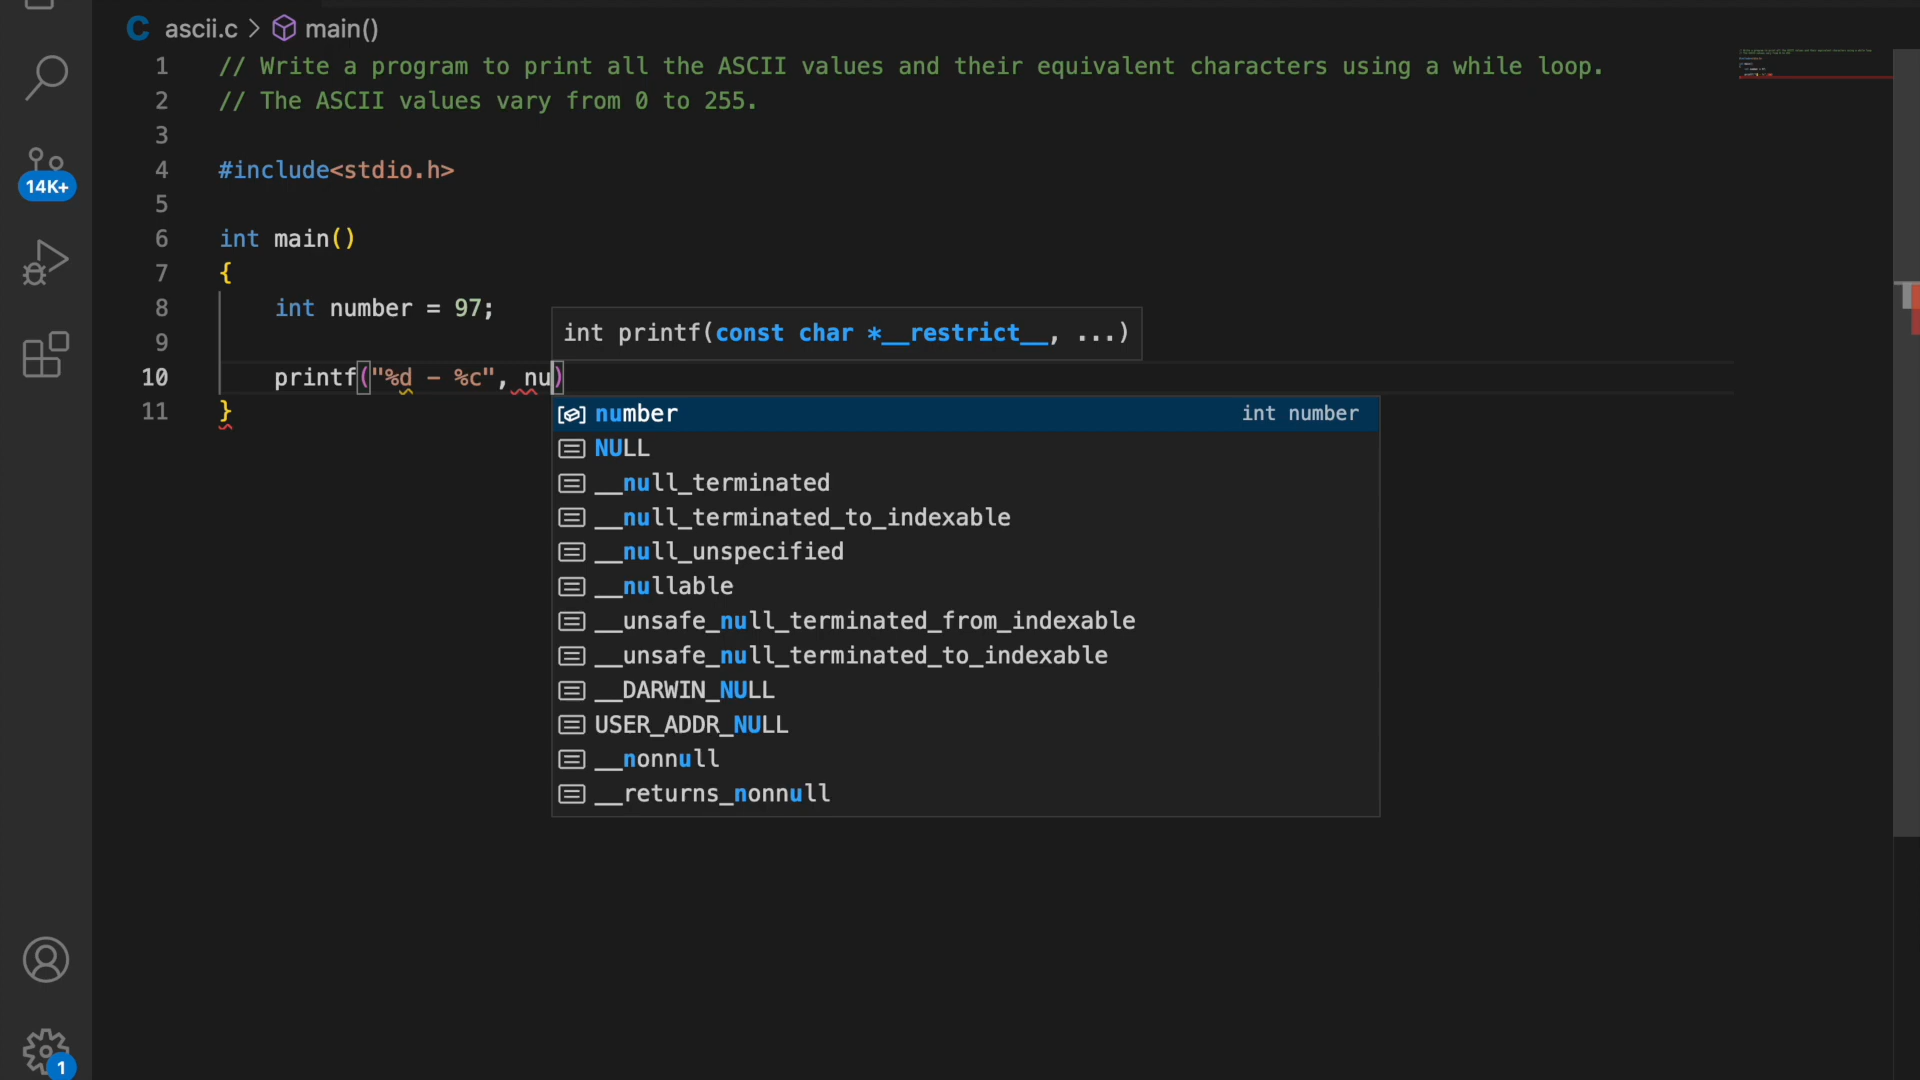 C ascii.c > main()
1 // Write a program to print all the ASCII values and their equivalent characters using a while loop.
2 // The ASCII values vary from 0 to 255.
3
4 #include<stdio.h>
5
6 int main()
7 {
8 int number = 97;
9
int printf(const char *__restrict__, ...)
10 printf("%d - %c", nu)
11 }
number int number
NULL
__null_terminated
__null_terminated_to_indexable
__null_unspecified
__nullable
__unsafe_null_terminated_from_indexable
__unsafe_null_terminated_to_indexable
__DARWIN_NULL
USER_ADDR_NULL
__nonnull
__returns_nonnull
14K+
1